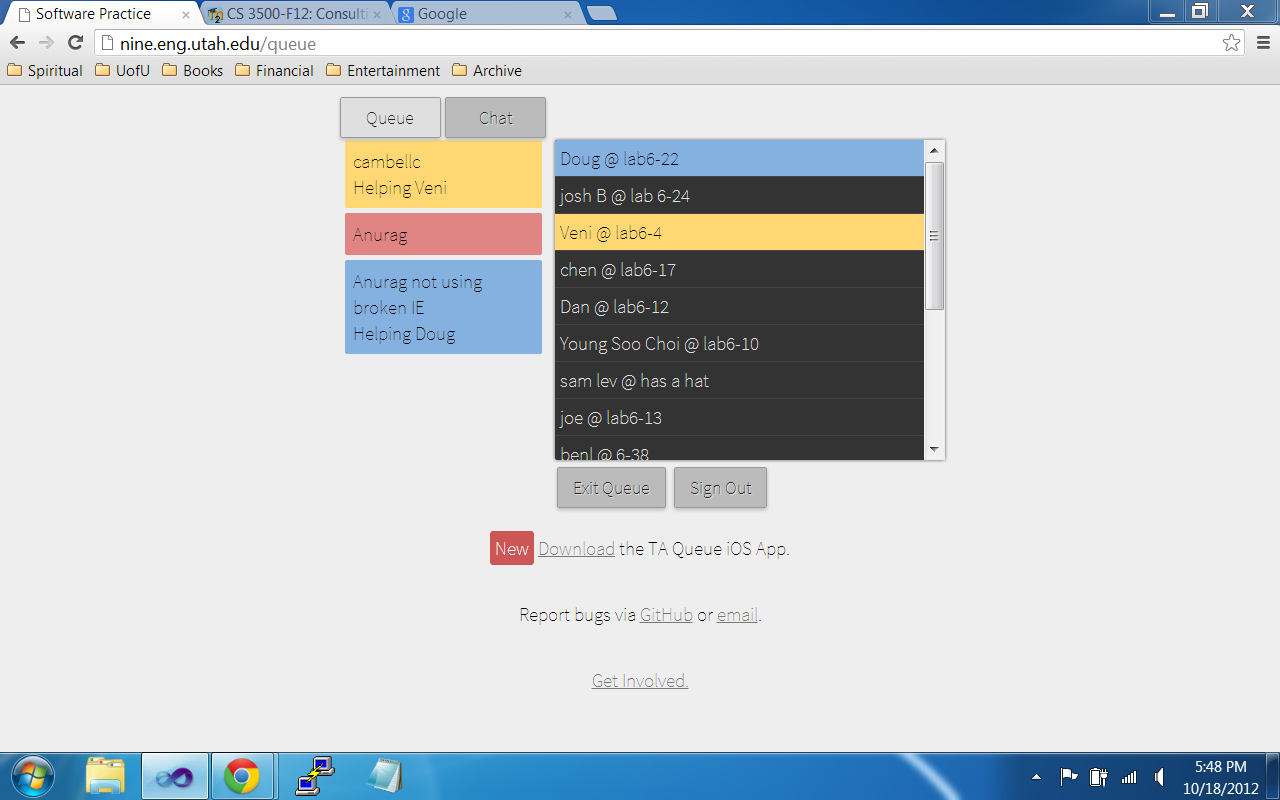 Software Practice
CS 3500-F12: Consulti
Google
nine.eng.utah.edu/queue
Spiritual
UofU
Books
Financial
Entertainment
Archive
Queue
Chat
cambellc
Helping Veni
Anurag
Anurag not using
broken IE
Helping Doug
Doug @ lab6-22
josh B @ lab 6-24
Veni @ lab6-4
chen @ lab6-17
Dan @ lab6-12
Young Soo Choi @ lab6-10
sam lev @ has a hat
joe @ lab6-13
benl @ 6-38
Exit Queue
Sign Out
New Download the TA Queue iOS App.
Report bugs via GitHub or email.
Get Involved.
5:48 PM
10/18/2012